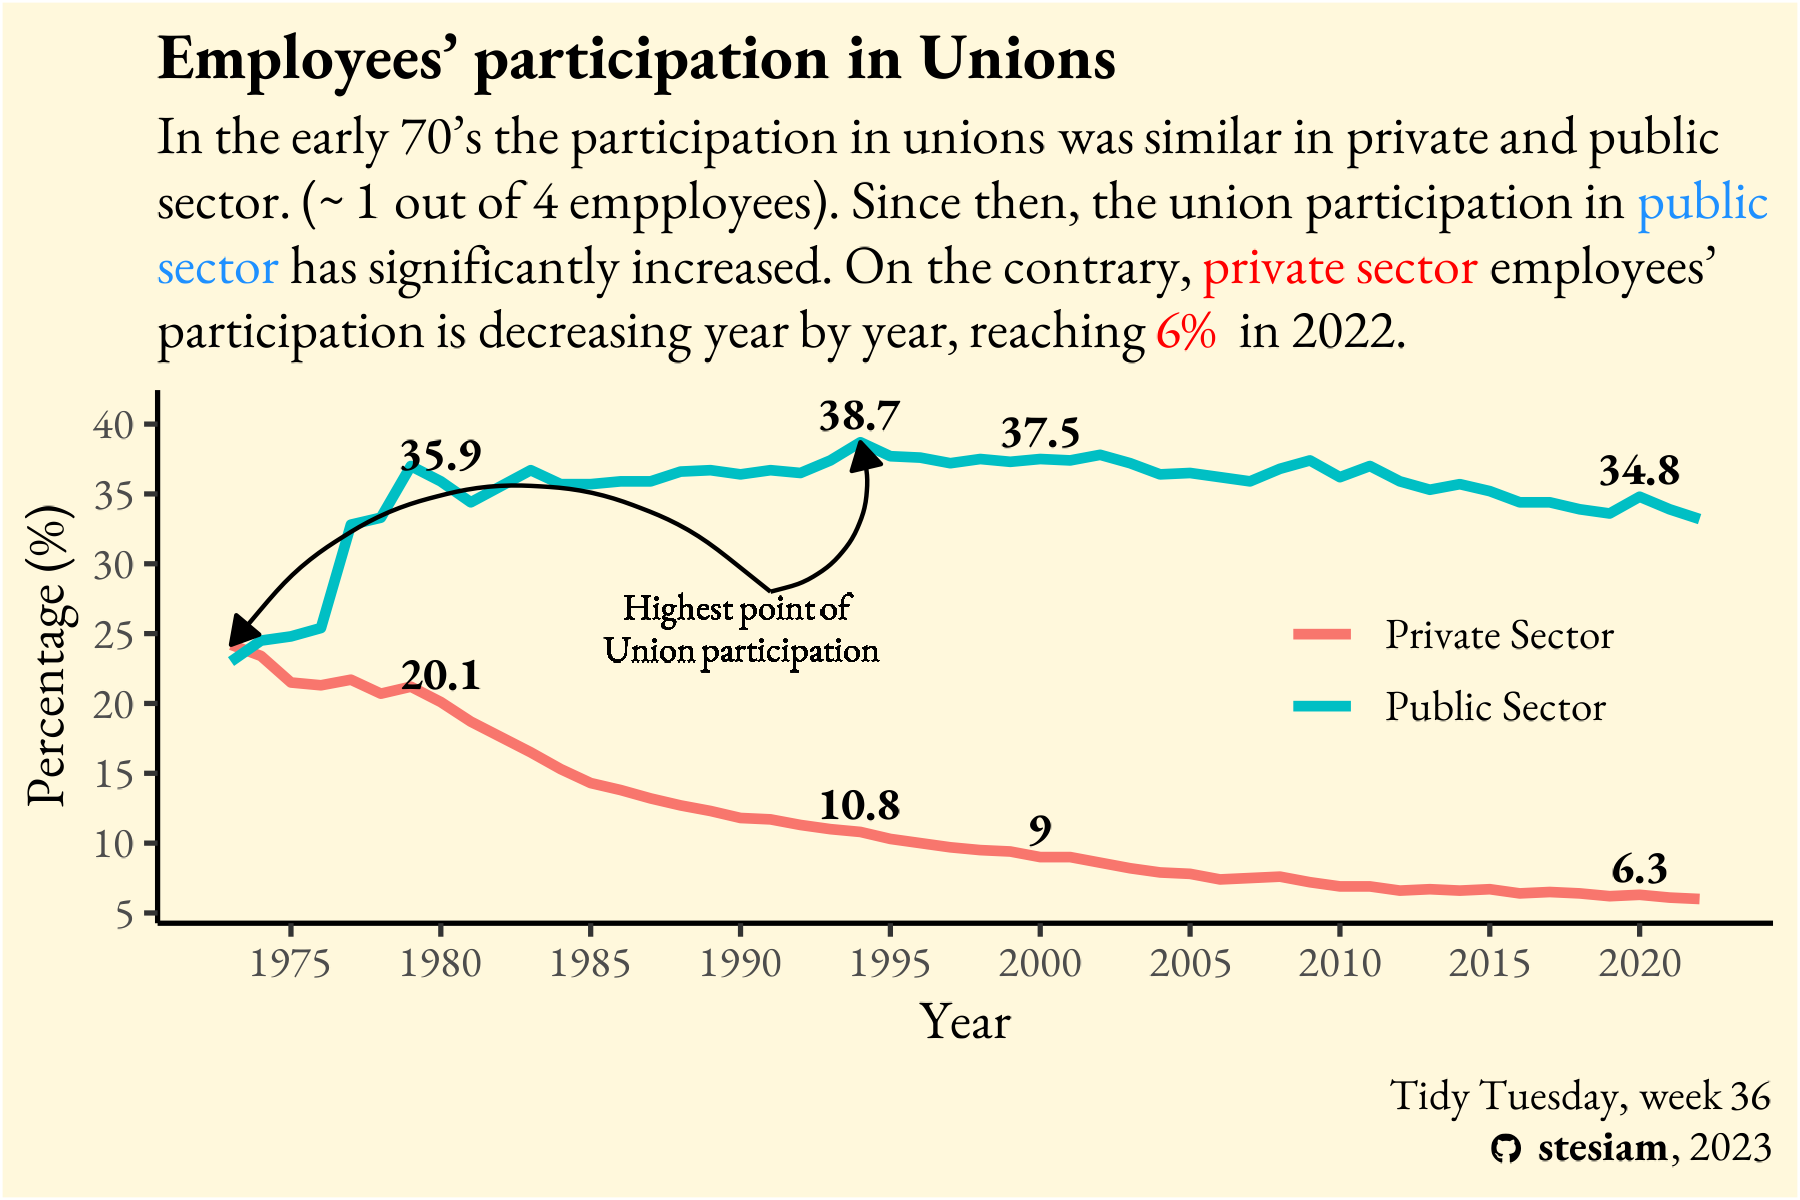 Employees’ participation in Unions
In the early 70’s the participation in unions was similar in private and public
sector. (~ 1 out of 4 empployees). Since then, the union participation in public
sector has significantly increased. On the contrary, private sector employees’
participation is decreasing year by year, reaching 6% in 2022.
Percentage (%)
40
35
30
25
20
15
10
5
35.9
38.7
37.5
34.8
Highest point of
Union participation
20.1
10.8
9
6.3
Private Sector
Public Sector
1975 1980 1985 1990 1995 2000 2005 2010 2015 2020
Year
Tidy Tuesday, week 36
stesiam, 2023